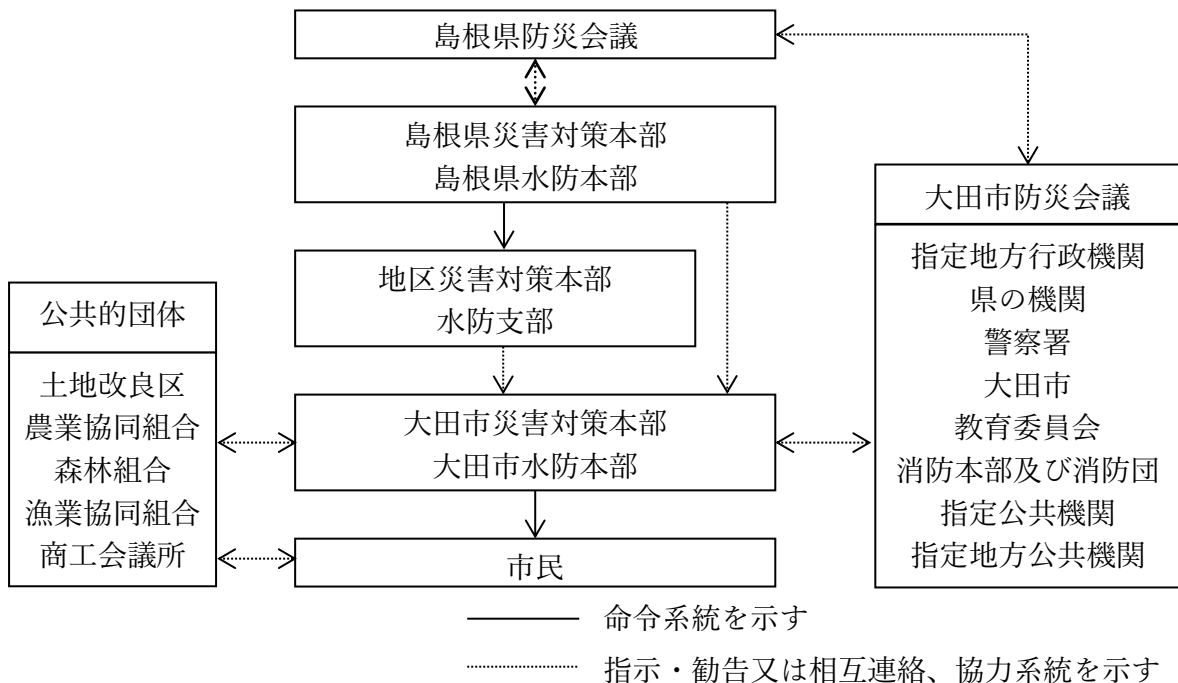 島根県防災会議
島根県災害対策本部
島根県水防本部
地区災害対策本部
水防支部
大田市災害対策本部
大田市水防本部
市民
公共的団体
土地改良区
農業協同組合
森林組合
漁業協同組合
商工会議所
大田市防災会議
指定地方行政機関
県の機関
警察署
大田市
教育委員会
消防本部及び消防団
指定公共機関
指定地方公共機関
命令系統を示す
指示・勧告又は相互連絡、協力系統を示す